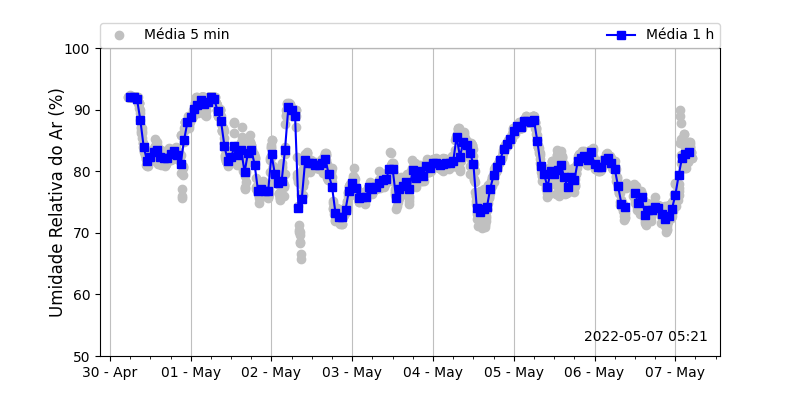 Média 5 min
Média 1 h
Umidade Relativa do Ar (%)
100
90
80
70
60
50
2022-05-07 05:21
30 - Apr
01 - May
02 - May
03 - May
04 - May
05 - May
06 - May
07 - May